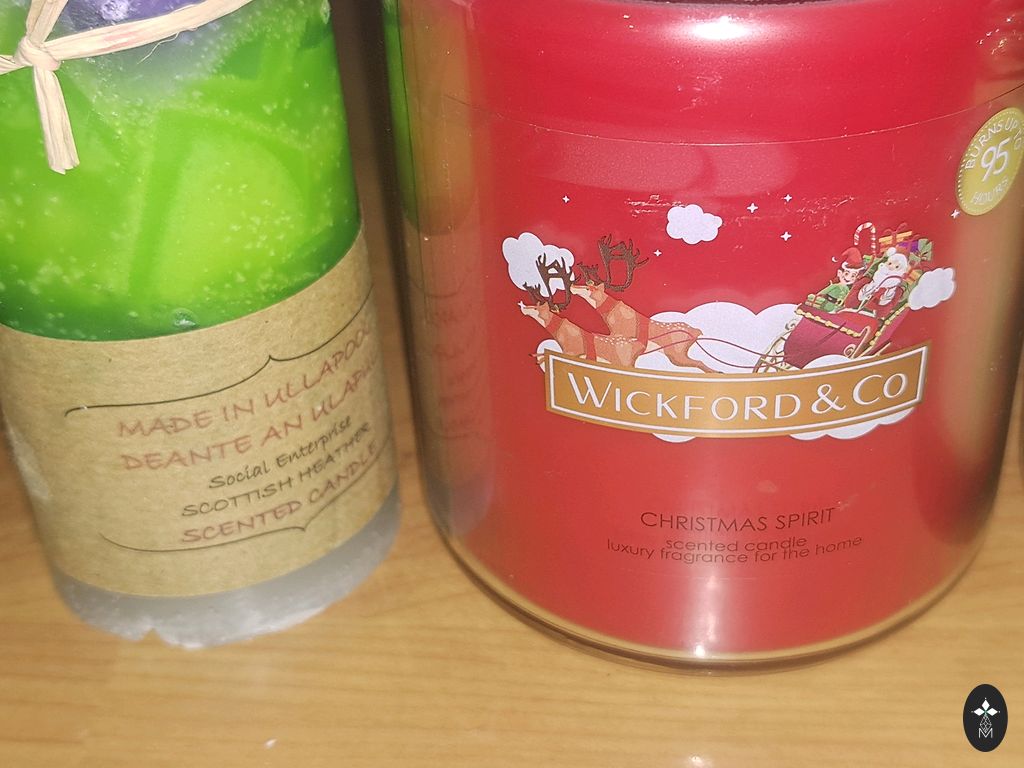 MADE IN ULLAPOOL
DEANTE AN ULAPUL
Social Enterprise
SCOTTISH HEATHER
SCENTED CANDLE
BURNS UP TO
95
HOURS
WICKFORD & CO
CHRISTMAS SPIRIT
scented candle
luxury fragrance for the home
M